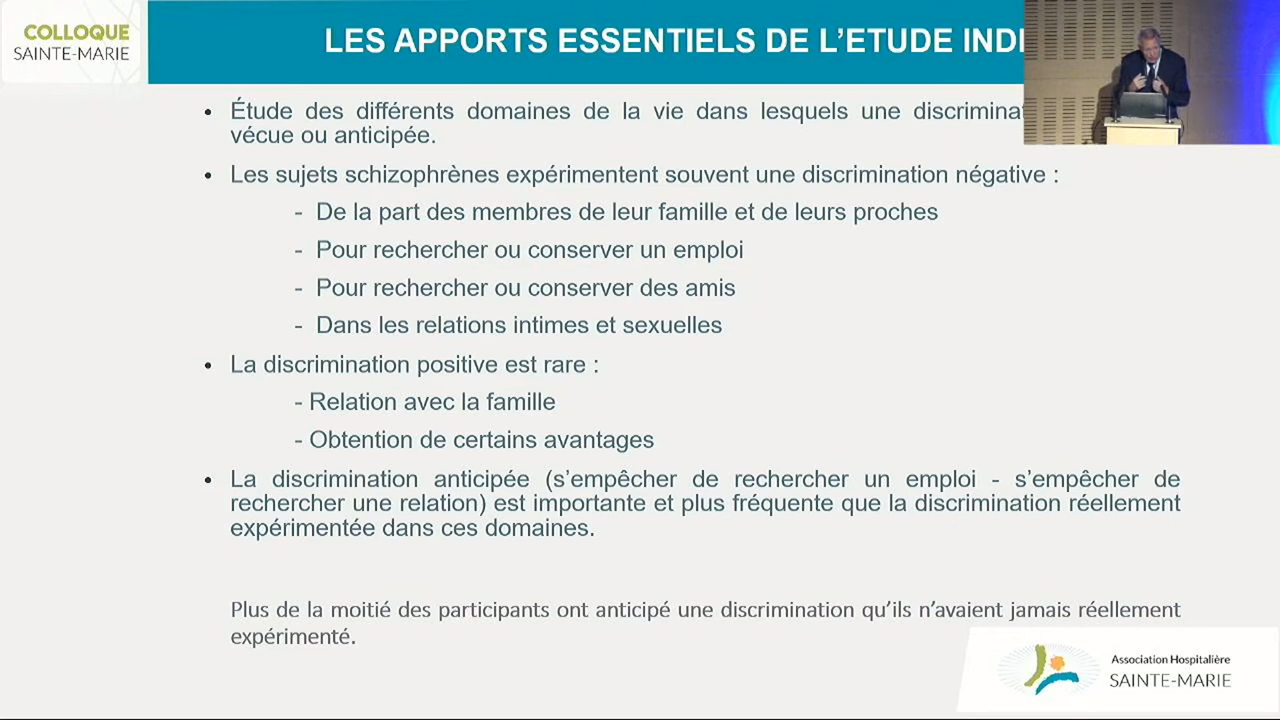 COLLOQUE
SAINTE-MARIE
LES APPORTS ESSENTIELS DE L’ETUDE
• Étude des différents domaines de la vie dans lesquels une
vécue ou anticipée.
• Les sujets schizophrènes expérimentent souvent une discrimination négative :
- De la part des membres de leur famille et de leurs proches
- Pour rechercher ou conserver un emploi
- Pour rechercher ou conserver des amis
- Dans les relations intimes et sexuelles
• La discrimination positive est rare :
- Relation avec la famille
- Obtention de certains avantages
• La discrimination anticipée (s’empêcher de rechercher un emploi - s’empêcher de
rechercher une relation) est importante et plus fréquente que la discrimination réellement
expérimentée dans ces domaines.
Plus de la moitié des participants ont anticipé une discrimination qu’ils n’avaient jamais réellement
expérimenté.
Association Hospitalière
SAINTE-MARIE